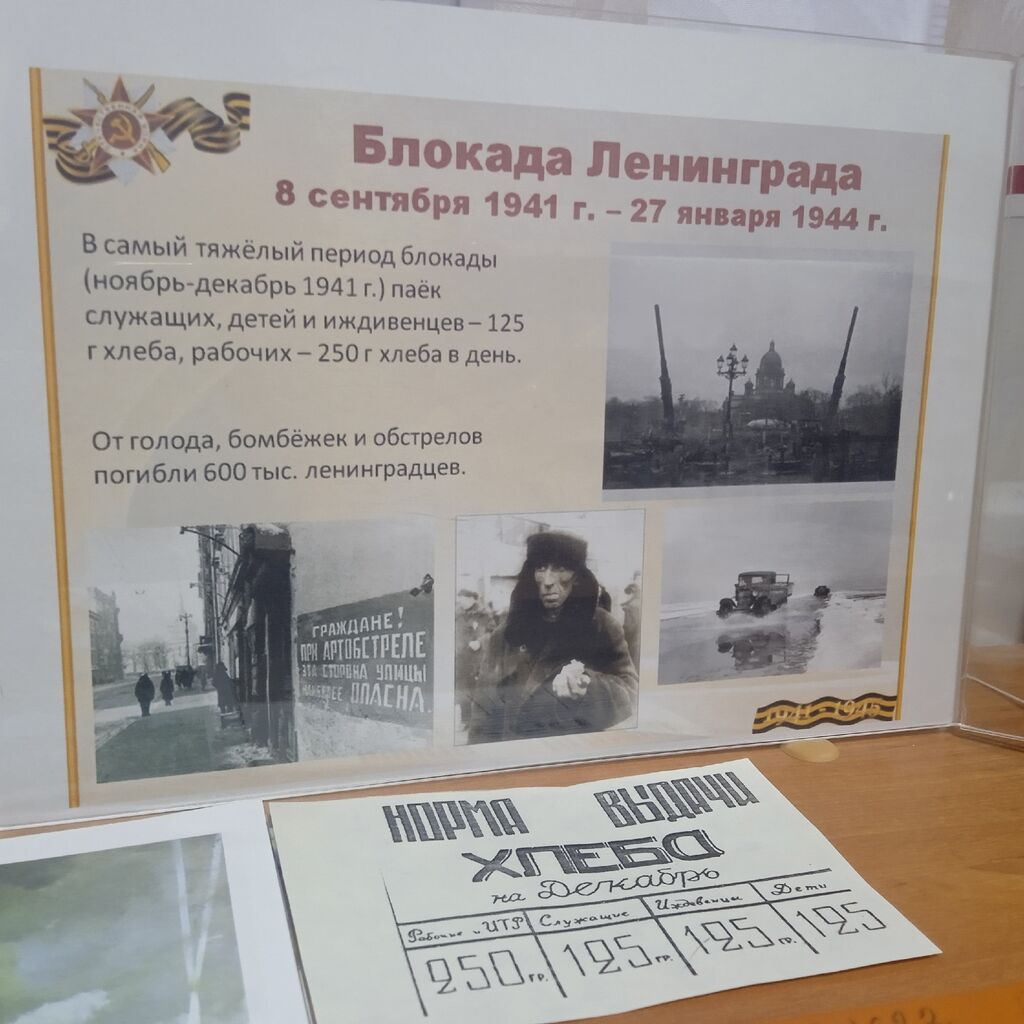 Блокада Ленинграда
8 сентября 1941 г. – 27 января 1944 г.
В самый тяжёлый период блокады
(ноябрь-декабрь 1941 г.) паёк
служащих, детей и иждивенцев – 125
г хлеба, рабочих – 250 г хлеба в день.
От голода, бомбёжек и обстрелов
погибли 600 тыс. ленинградцев.
ГРАЖДАНЕ!
ПРИ АРТОБСТРЕЛЕ
ЭТА СТОРОНА УЛИЦЫ
НАИБОЛЕЕ ОПАСНА.
1941 - 1945
НОРМА ВЫДАЧИ
ХЛЕБА
на Декабрь
Рабочие и ИТР Служащие Иждевенцы Дети
250 гр. 125 гр. 125 гр. 125